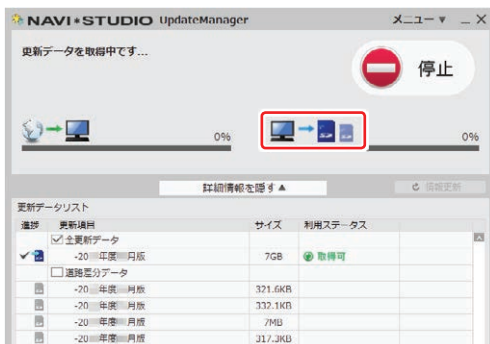 NAVI*STUDIO UpdateManager メニュー ▼ _ X
更新データを取得中です...
停止
0% 0%
詳細情報を隠す▲ 情報更新
更新データリスト
進捗 更新項目 サイズ 利用ステータス
全更新データ
-20 年度 月版 7GB 取得可
道路差分データ
-20 年度 月版 321.6KB
-20 年度 月版 332.1KB
-20 年度 月版 7MB
-20 年度 月版 317.3KB